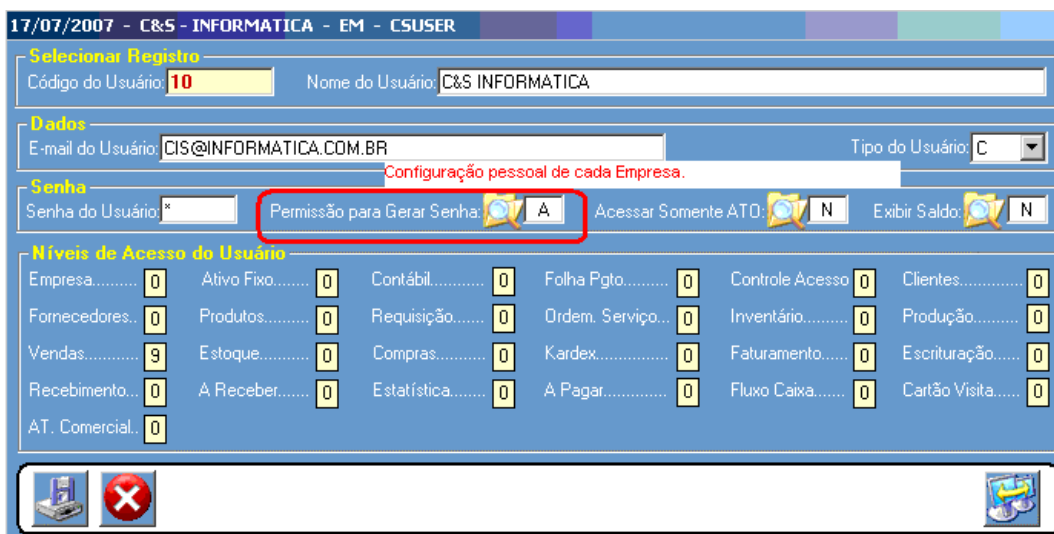 17/07/2007 - C&S - INFORMATICA - EM - CSUSER
Selecionar Registro
Código do Usuário: 10 Nome do Usuário: C&S INFORMATICA
Dados
E-mail do Usuário: CIS@INFORMATICA.COM.BR Tipo do Usuário: C
Configuração pessoal de cada Empresa.
Senha
Senha do Usuário: * Permissão para Gerar Senha: A Acessar Somente ATO: N Exibir Saldo: N
Níveis de Acesso do Usuário
Empresa.......... 0 Ativo Fixo........ 0 Contábil............ 0 Folha Pgto.......... 0 Controle Acesso 0 Clientes.............. 0
Fornecedores.. 0 Produtos.......... 0 Requisição....... 0 Ordem. Serviço... 0 Inventário.......... 0 Produção.......... 0
Vendas............ 9 Estoque........... 0 Compras........... 0 Kardex................ 0 Faturamento...... 0 Escrituração...... 0
Recebimento... 0 A Receber....... 0 Estatística........ 0 A Pagar.............. 0 Fluxo Caixa....... 0 Cartão Visita...... 0
AT. Comercial.. 0